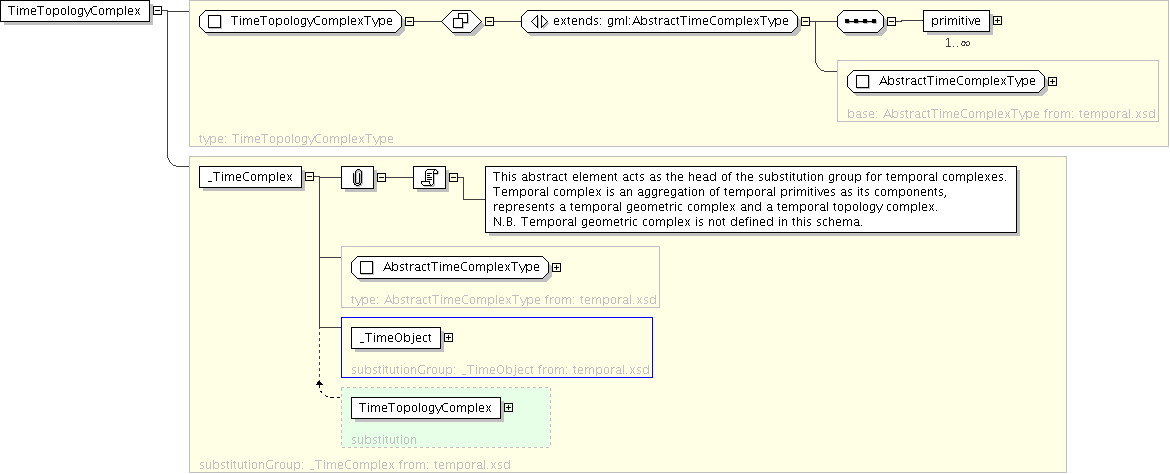 TimeTopologyComplex
TimeTopologyComplexType
extends: gml:AbstractTimeComplexType
primitive
1..∞
AbstractTimeComplexType
base: AbstractTimeComplexType from: temporal.xsd
type: TimeTopologyComplexType
_TimeComplex
This abstract element acts as the head of the substitution group for temporal complexes.
Temporal complex is an aggregation of temporal primitives as its components,
represents a temporal geometric complex and a temporal topology complex.
N.B. Temporal geometric complex is not defined in this schema.
AbstractTimeComplexType
type: AbstractTimeComplexType from: temporal.xsd
_TimeObject
substitutionGroup: _TimeObject from: temporal.xsd
TimeTopologyComplex
substitution
substitutionGroup: _TimeComplex from: temporal.xsd